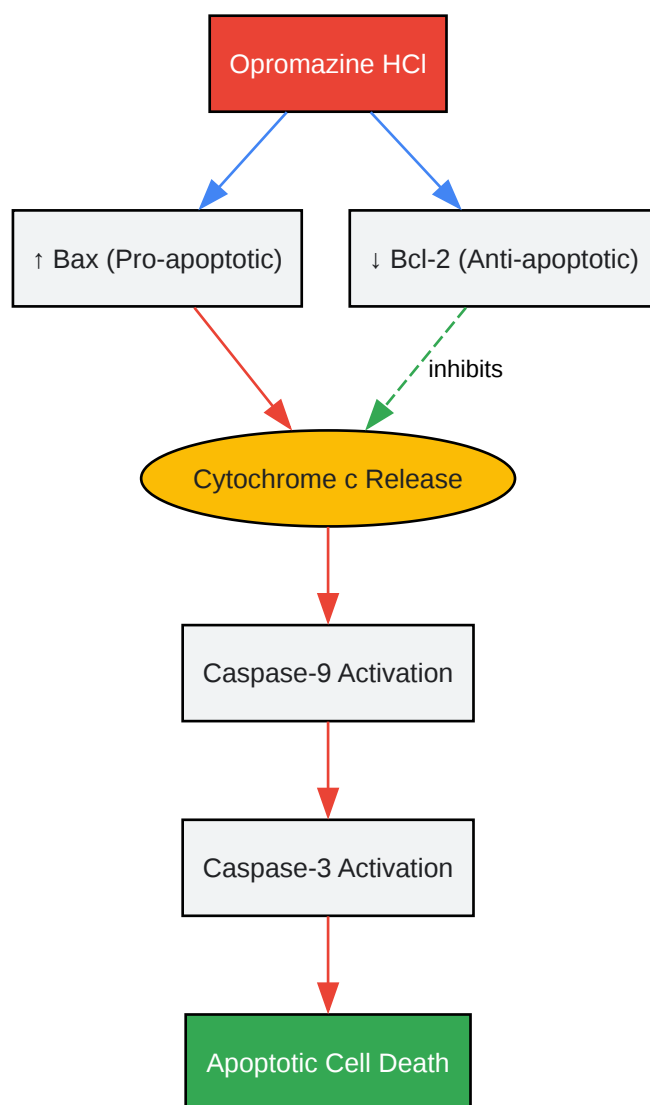 Opromazine HCl
↑ Bax (Pro-apoptotic)
↓ Bcl-2 (Anti-apoptotic)
inhibits
Cytochrome c Release
Caspase-9 Activation
Caspase-3 Activation
Apoptotic Cell Death